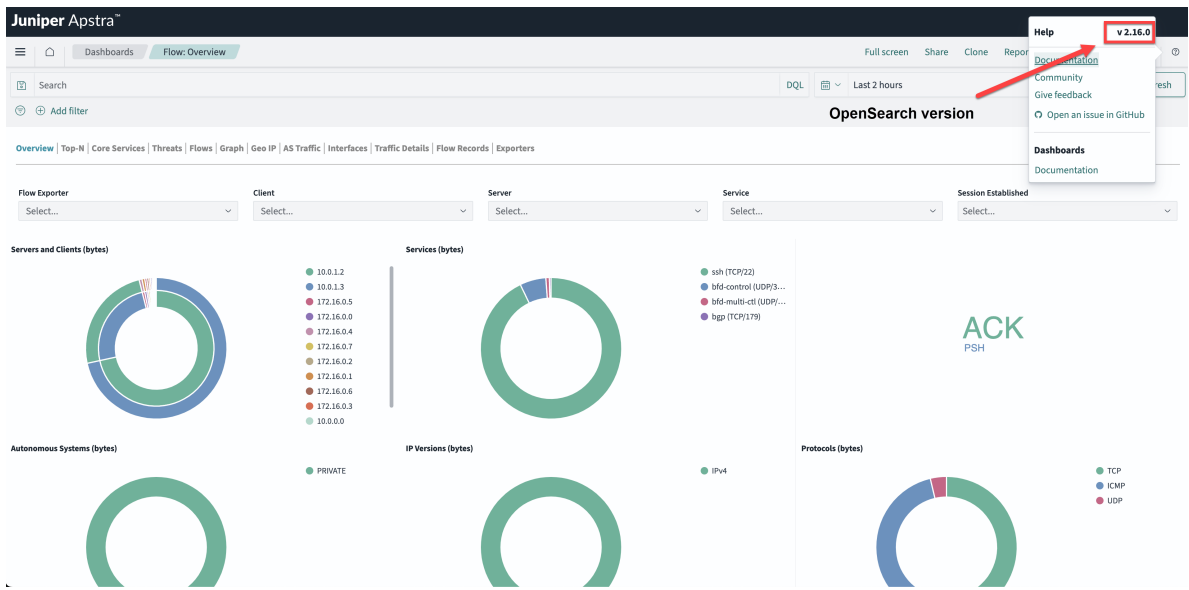 Juniper Apstra™
Help v 2.16.0
Dashboards Flow: Overview Full screen Share Clone Repor
Documentation
Community
Give feedback
Open an issue in GitHub
Dashboards
Documentation
Search DQL Last 2 hours esh
Add filter
OpenSearch version
Overview | Top-N | Core Services | Threats | Flows | Graph | Geo IP | AS Traffic | Interfaces | Traffic Details | Flow Records | Exporters
Flow Exporter Client Server Service Session Established
Select... Select... Select... Select... Select...
Servers and Clients (bytes)
10.0.1.2
10.0.1.3
172.16.0.5
172.16.0.0
172.16.0.4
172.16.0.7
172.16.0.2
172.16.0.1
172.16.0.6
172.16.0.3
10.0.0.0
Services (bytes)
ssh (TCP/22)
bfd-control (UDP/3...
bfd-multi-ctl (UDP/...
bgp (TCP/179)
ACK
PSH
Autonomous Systems (bytes)
PRIVATE
IP Versions (bytes)
IPv4
Protocols (bytes)
TCP
ICMP
UDP